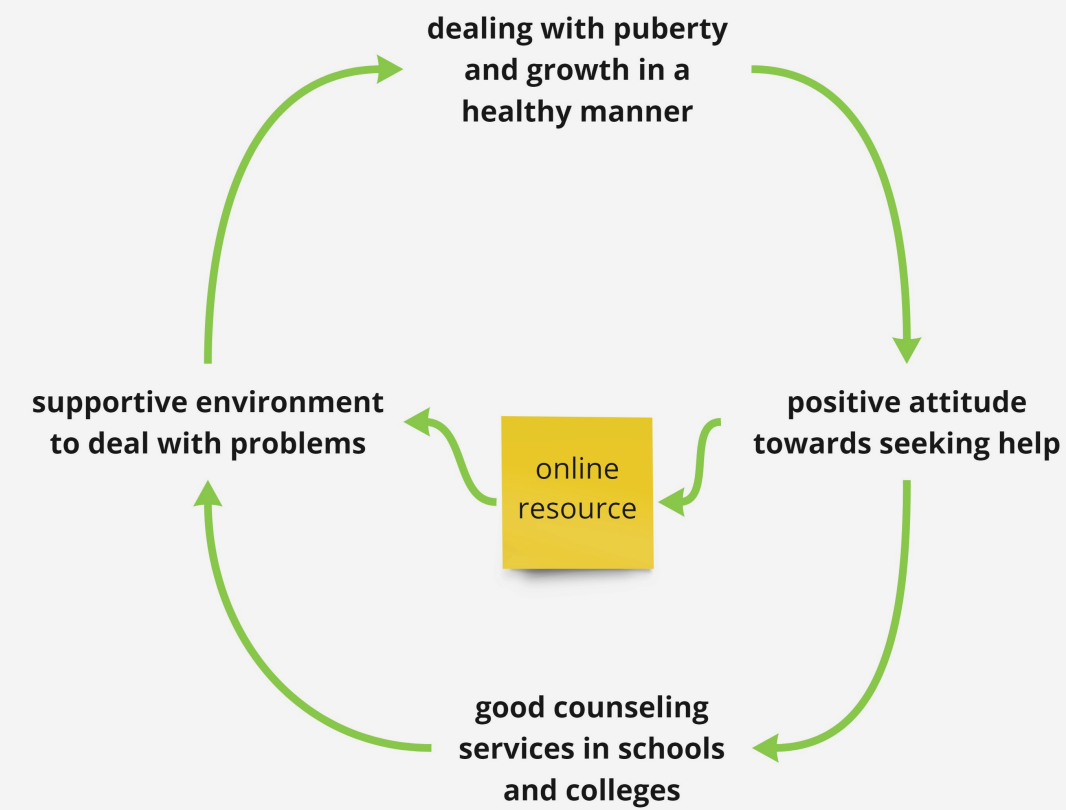 dealing with puberty
and growth in a
healthy manner
supportive environment
to deal with problems
online
resource
positive attitude
towards seeking help
good counseling
services in schools
and colleges